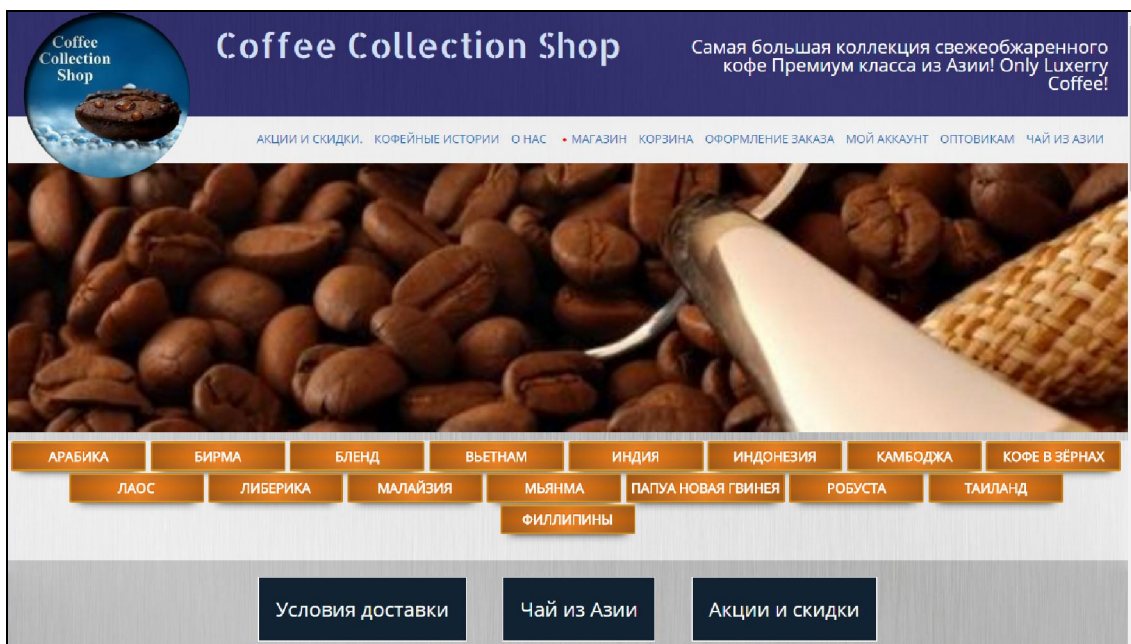 Coffee
Collection
Shop
Coffee Collection Shop
Самая большая коллекция свежеобжаренного
кофе Премиум класса из Азии! Only Luxerry
Coffee!
АКЦИИ И СКИДКИ. КОФЕЙНЫЕ ИСТОРИИ О НАС • МАГАЗИН КОРЗИНА ОФОРМЛЕНИЕ ЗАКАЗА МОЙ АККАУНТ ОПТОВИКАМ ЧАЙ ИЗ АЗИИ
АРАБИКА БИРМА БЛЕНД ВЬЕТНАМ ИНДИЯ ИНДОНЕЗИЯ КАМБОДЖА КОФЕ В ЗЁРНАХ
ЛАОС ЛИБЕРИКА МАЛАЙЗИЯ МЬЯНМА ПАПУА НОВАЯ ГВИНЕЯ РОБУСТА ТАИЛАНД
ФИЛЛИПИНЫ
Условия доставки Чай из Азии Акции и скидки